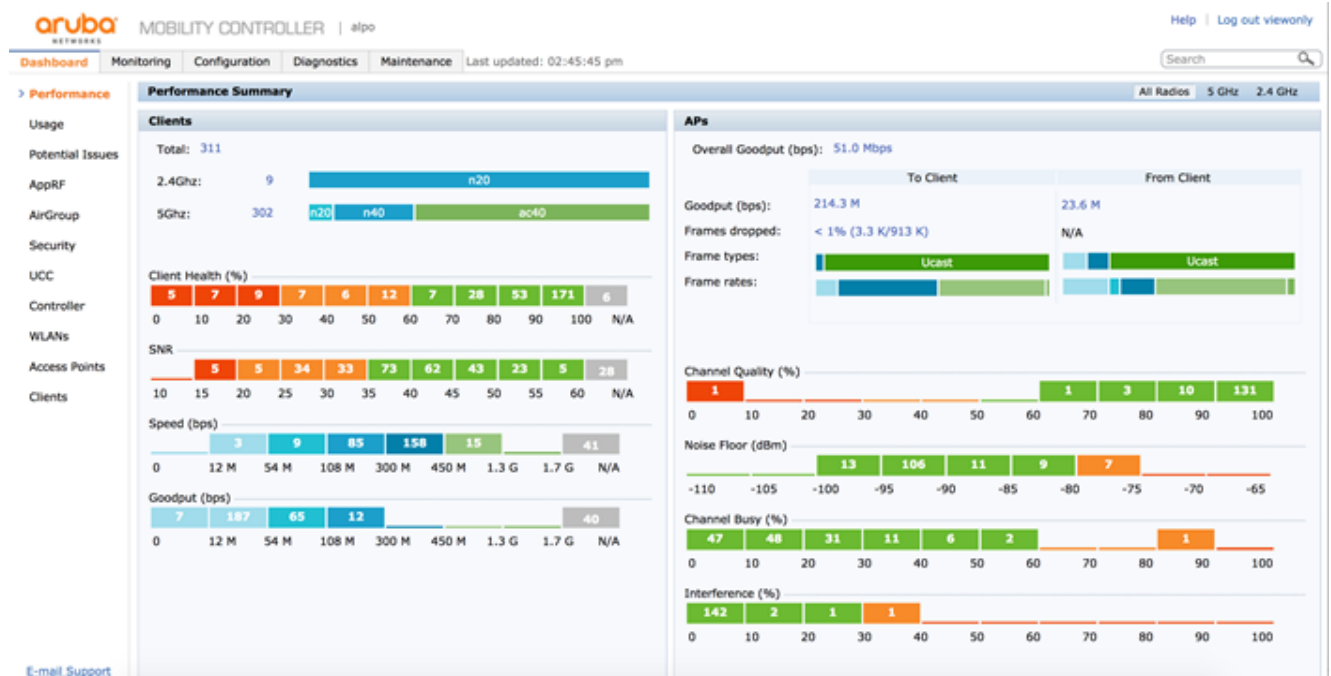 aruba NETWORKS MOBILITY CONTROLLER | alpo Help | Log out viewonly
Dashboard Monitoring Configuration Diagnostics Maintenance Last updated: 02:45:45 pm Search
> Performance
Usage
Potential Issues
AppRF
AirGroup
Security
UCC
Controller
WLANs
Access Points
Clients
E-mail Support
Performance Summary All Radios 5 GHz 2.4 GHz
Clients
Total: 311
2.4Ghz: 9 n20
5Ghz: 302 n20 n40 ac40
Client Health (%)
5 7 9 7 6 12 7 28 53 171 6
0 10 20 30 40 50 60 70 80 90 100 N/A
SNR
5 5 34 33 73 62 43 23 5 28
10 15 20 25 30 35 40 45 50 55 60 N/A
Speed (bps)
3 9 85 158 15 41
0 12 M 54 M 108 M 300 M 450 M 1.3 G 1.7 G N/A
Goodput (bps)
7 187 65 12 40
0 12 M 54 M 108 M 300 M 450 M 1.3 G 1.7 G N/A
APs
Overall Goodput (bps): 51.0 Mbps
To Client From Client
Goodput (bps): 214.3 M 23.6 M
Frames dropped: < 1% (3.3 K/913 K) N/A
Frame types: Ucast Ucast
Frame rates:
Channel Quality (%)
1 1 3 10 131
0 10 20 30 40 50 60 70 80 90 100
Noise Floor (dBm)
13 106 11 9 7
-110 -105 -100 -95 -90 -85 -80 -75 -70 -65
Channel Busy (%)
47 48 31 11 6 2 1
0 10 20 30 40 50 60 70 80 90 100
Interference (%)
142 2 1 1
0 10 20 30 40 50 60 70 80 90 100